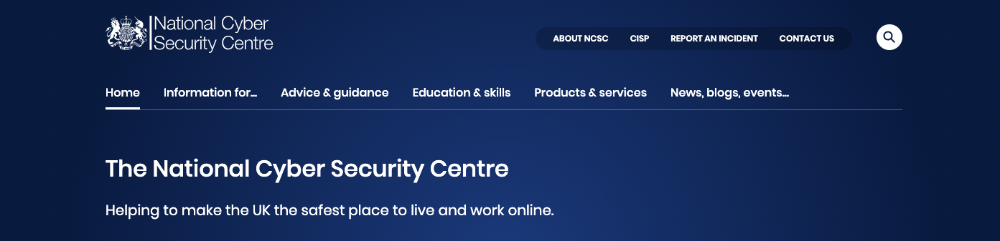 National Cyber
Security Centre
ABOUT NCSC CISP REPORT AN INCIDENT CONTACT US
Home Information for... Advice & guidance Education & skills Products & services News, blogs, events...
The National Cyber Security Centre
Helping to make the UK the safest place to live and work online.